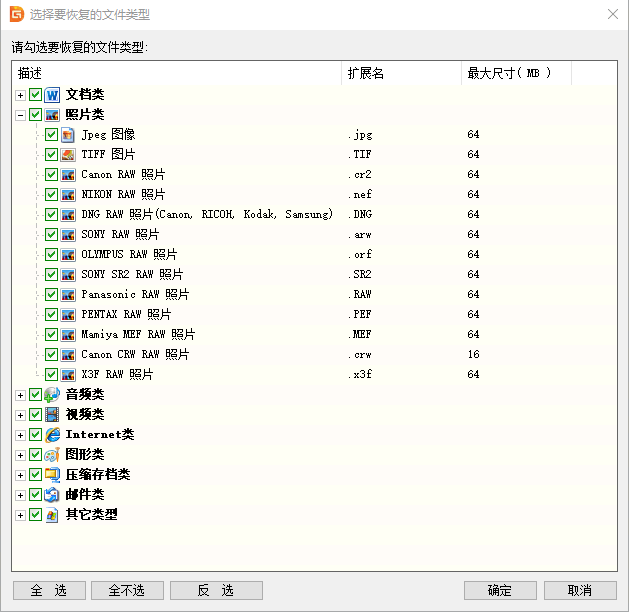 选择要恢复的文件类型
请勾选要恢复的文件类型:
描述 扩展名 最大尺寸( MB )
文档类
照片类
Jpeg 图像 .jpg 64
TIFF 图片 .TIF 64
Canon RAW 照片 .cr2 64
NIKON RAW 照片 .nef 64
DNG RAW 照片(Canon, RICOH, Kodak, Samsung) .DNG 64
SONY RAW 照片 .arw 64
OLYMPUS RAW 照片 .orf 64
SONY SR2 RAW 照片 .SR2 64
Panasonic RAW 照片 .RAW 64
PENTAX RAW 照片 .PEF 64
Mamiya MEF RAW 照片 .MEF 64
Canon CRW RAW 照片 .crw 16
X3F RAW 照片 .x3f 64
音频类
视频类
Internet类
图形类
压缩存档类
邮件类
其它类型
全 选 全不选 反 选 确定 取消